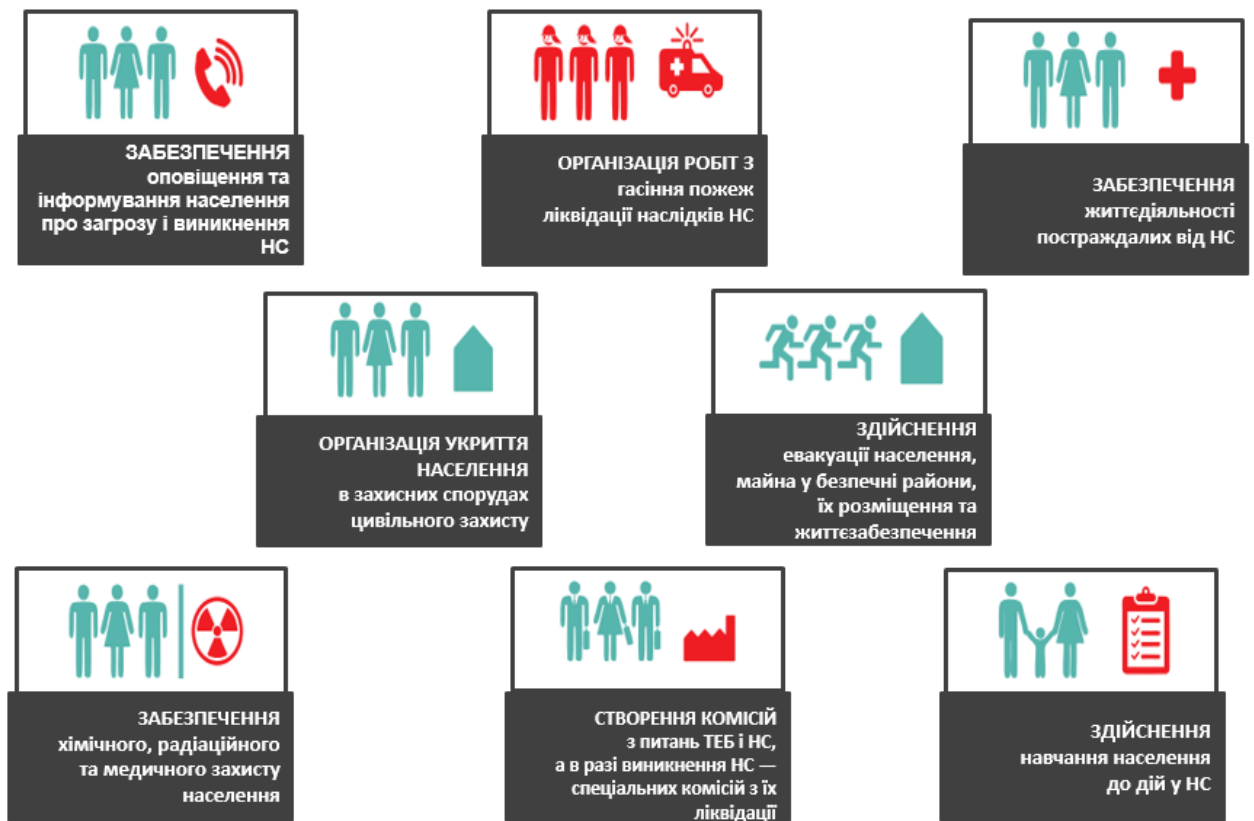 ЗАБЕЗПЕЧЕННЯ
оповіщення та
інформування населення
про загрозу і виникнення
НС
ОРГАНІЗАЦІЯ РОБІТ З
гасіння пожеж
ліквідації наслідків НС
ЗАБЕЗПЕЧЕННЯ
життєдіяльності
постраждалих від НС
ОРГАНІЗАЦІЯ УКРИТТЯ
НАСЕЛЕННЯ
в захисних спорудах
цивільного захисту
ЗДІЙСНЕННЯ
евакуації населення,
майна у безпечні райони,
їх розміщення та
життєзабезпечення
ЗАБЕЗПЕЧЕННЯ
хімічного, радіаційного
та медичного захисту
населення
СТВОРЕННЯ КОМІСІЙ
з питань ТЕБ і НС,
а в разі виникнення НС —
спеціальних комісій з їх
ліквідації
ЗДІЙСНЕННЯ
навчання населення
до дій у НС